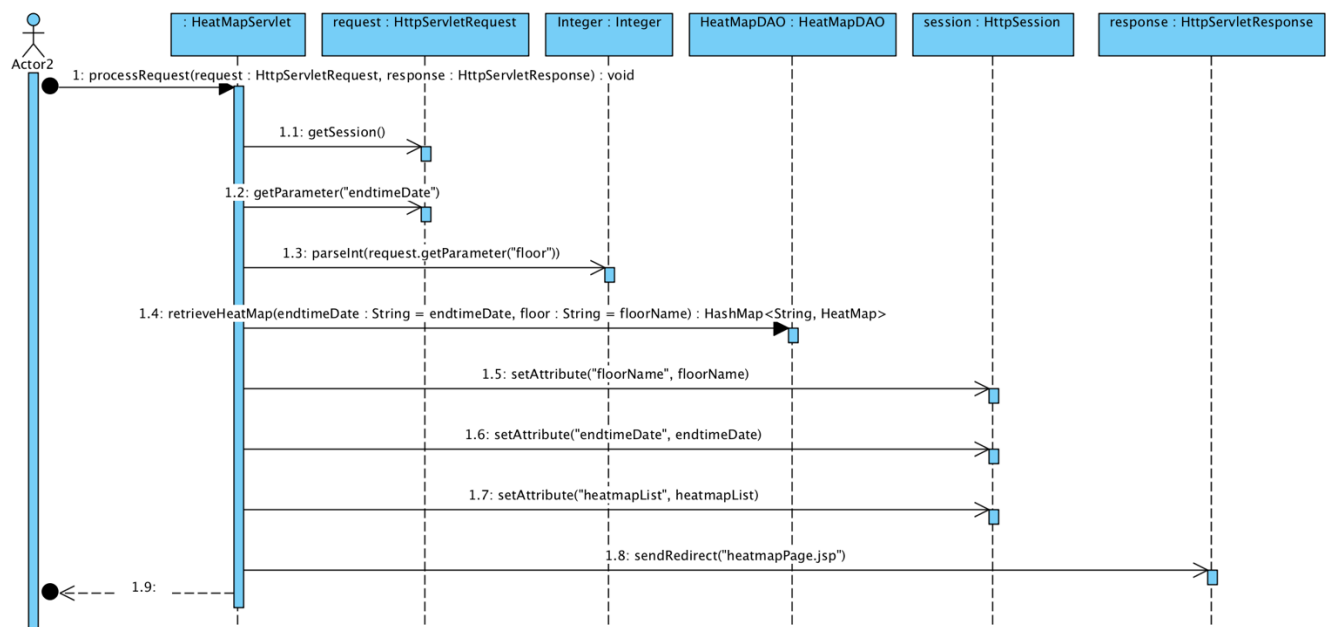 : HeatMapServlet
request : HttpServletRequest
Integer : Integer
HeatMapDAO : HeatMapDAO
session : HttpSession
response : HttpServletResponse
Actor2
1: processRequest(request : HttpServletRequest, response : HttpServletResponse) : void
1.1: getSession()
1.2: getParameter("endtimeDate")
1.3: parseInt(request.getParameter("floor"))
1.4: retrieveHeatMap(endtimeDate : String = endtimeDate, floor : String = floorName) : HashMap<String, HeatMap>
1.5: setAttribute("floorName", floorName)
1.6: setAttribute("endtimeDate", endtimeDate)
1.7: setAttribute("heatmapList", heatmapList)
1.8: sendRedirect("heatmapPage.jsp")
1.9: